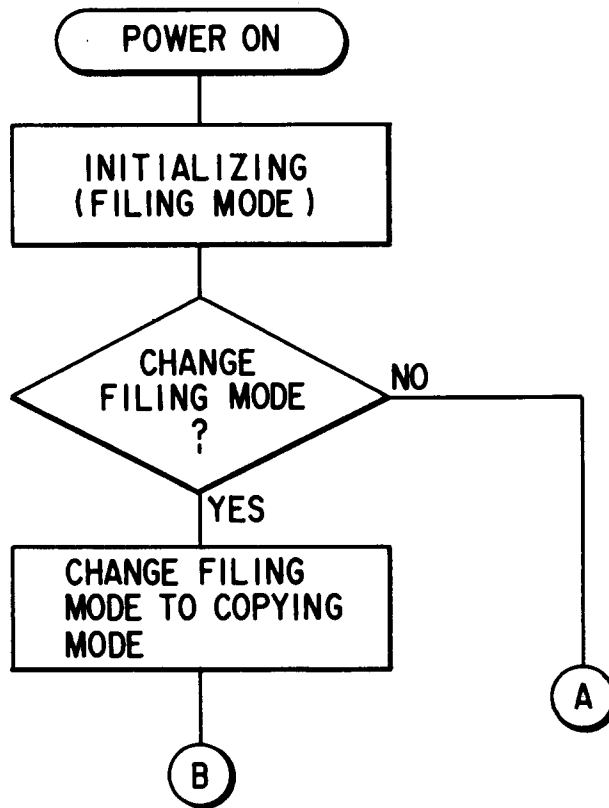 POWER ON
INITIALIZING
(FILING MODE)
CHANGE
FILING MODE
?
NO
YES
CHANGE FILING
MODE TO COPYING
MODE
A
B